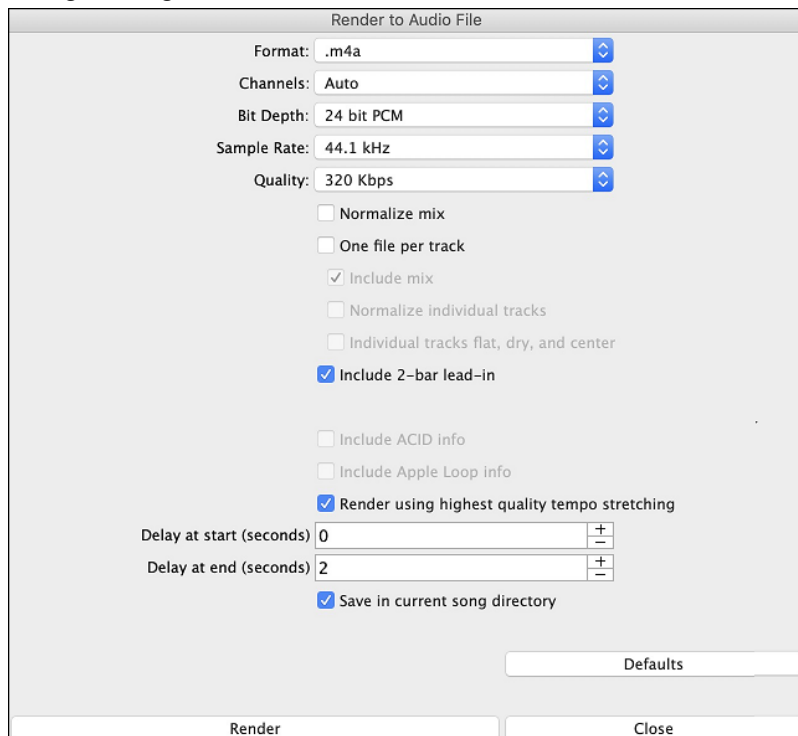 Render to Audio File
Format: .m4a
Channels: Auto
Bit Depth: 24 bit PCM
Sample Rate: 44.1 kHz
Quality: 320 Kbps
Normalize mix
One file per track
Include mix
Normalize individual tracks
Individual tracks flat, dry, and center
Include 2-bar lead-in
Include ACID info
Include Apple Loop info
Render using highest quality tempo stretching
Delay at start (seconds) 0 + −
Delay at end (seconds) 2 + −
Save in current song directory
Defaults
Render Close